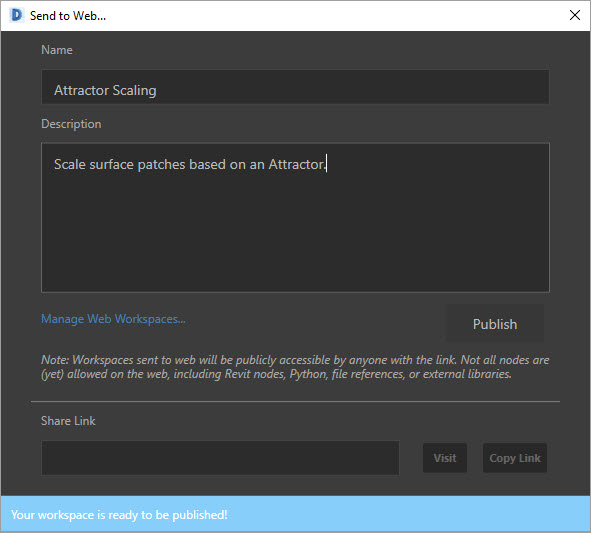 Send to Web...
Name
Attractor Scaling
Description
Scale surface patches based on an Attractor.
Manage Web Workspaces...
Publish
Note: Workspaces sent to web will be publicly accessible by anyone with the link. Not all nodes are
(yet) allowed on the web, including Revit nodes, Python, file references, or external libraries.
Share Link
Visit
Copy Link
Your workspace is ready to be published!